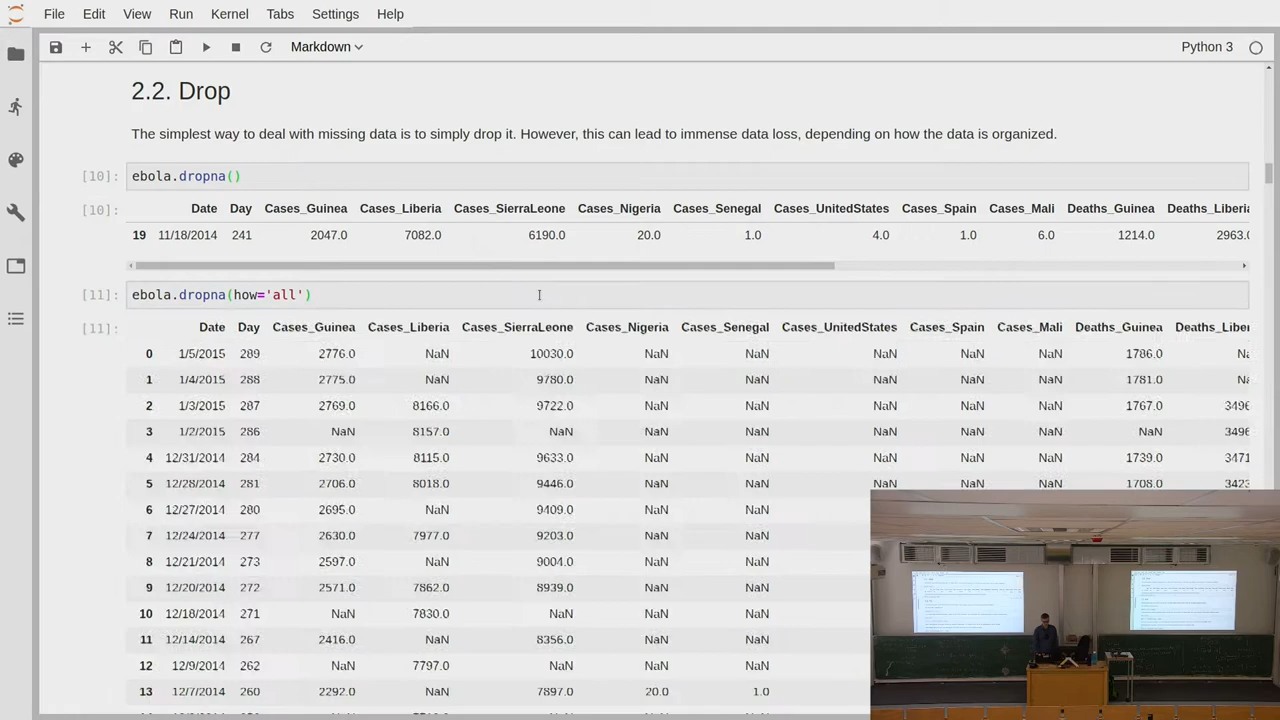 File Edit View Run Kernel Tabs Settings Help
Markdown Python 3
2.2. Drop
The simplest way to deal with missing data is to simply drop it. However, this can lead to immense data loss, depending on how the data is organized.
[10]: ebola.dropna()
[10]: Date Day Cases_Guinea Cases_Liberia Cases_SierraLeone Cases_Nigeria Cases_Senegal Cases_UnitedStates Cases_Spain Cases_Mali Deaths_Guinea Deaths_Liberia
19 11/18/2014 241 2047.0 7082.0 6190.0 20.0 1.0 4.0 1.0 6.0 1214.0 2963.0
[11]: ebola.dropna(how='all')
[11]: Date Day Cases_Guinea Cases_Liberia Cases_SierraLeone Cases_Nigeria Cases_Senegal Cases_UnitedStates Cases_Spain Cases_Mali Deaths_Guinea Deaths_Liber
0 1/5/2015 289 2776.0 NaN 10030.0 NaN NaN NaN NaN NaN 1786.0 Na
1 1/4/2015 288 2775.0 NaN 9780.0 NaN NaN NaN NaN NaN 1781.0 Na
2 1/3/2015 287 2769.0 8166.0 9722.0 NaN NaN NaN NaN NaN 1767.0 3496
3 1/2/2015 286 NaN 8157.0 NaN NaN NaN NaN NaN NaN NaN 3496
4 12/31/2014 284 2730.0 8115.0 9633.0 NaN NaN NaN NaN NaN 1739.0 3471
5 12/28/2014 281 2706.0 8018.0 9446.0 NaN NaN NaN NaN NaN 1708.0 3423
6 12/27/2014 280 2695.0 NaN 9409.0 NaN NaN
7 12/24/2014 277 2630.0 7977.0 9203.0 NaN NaN
8 12/21/2014 273 2597.0 NaN 9004.0 NaN NaN
9 12/20/2014 272 2571.0 7862.0 8939.0 NaN NaN
10 12/18/2014 271 NaN 7830.0 NaN NaN NaN
11 12/14/2014 267 2416.0 NaN 8356.0 NaN NaN
12 12/9/2014 262 NaN 7797.0 NaN NaN NaN
13 12/7/2014 260 2292.0 NaN 7897.0 20.0 1.0